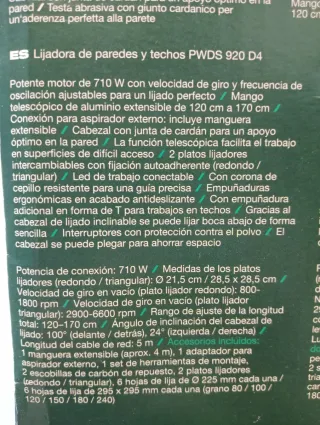 pared / Testa abrasiva con giunto cardanico per
un'aderenza perfetta alla parete
120 cm
ES Lijadora de paredes y techos PWDS 920 D4
Potente motor de 710 W con velocidad de giro y frecuencia de
oscilación ajustables para un lijado perfecto / Mango
telescópico de aluminio extensible de 120 cm a 170 cm /
Conexión para aspirador externo: incluye manguera
extensible / Cabezal con junta de cardán para un apoyo
óptimo en la pared / La función telescópica facilita el trabajo
en superficies de difícil acceso / 2 platos lijadores
intercambiables con fijación autoadherente (redondo /
triangular) / Led de trabajo conectable / Con corona de
cepillo resistente para una guía precisa / Empuñaduras
ergonómicas en acabado antideslizante / Con empuñadura
adicional en forma de T para trabajos en techos / Gracias al
cabezal de lijado inclinable se puede lijar boca abajo de forma
sencilla / Interruptores con protección contra el polvo / El
cabezal se puede plegar para ahorrar espacio
Potencia de conexión: 710 W / Medidas de los platos
lijadores (redondo / triangular): Ø 21,5 cm / 28,5 x 28,5 cm /
Velocidad de giro en vacío (plato lijador redondo): 800-
1800 rpm / Velocidad de giro en vacío (plato lijador
triangular): 2900-6600 rpm / Rango de ajuste de la longitud
total: 120–170 cm / Ángulo de inclinación del cabezal de
lijado: 100° (delante / detrás), 24° (izquierda / derecha) /
Longitud del cable de red: 5 m / Accesorios incluidos:
1 manguera extensible (aprox. 4 m), 1 adaptador para
aspirador externo, 1 set de herramientas de montaje,
2 escobillas de carbón de repuesto, 2 platos lijadores
(redondo / triangular), 6 hojas de lija de Ø 225 mm cada una /
6 hojas de lija de 295 x 295 mm cada una (grano 80 / 100 /
120 / 150 / 180 / 240)